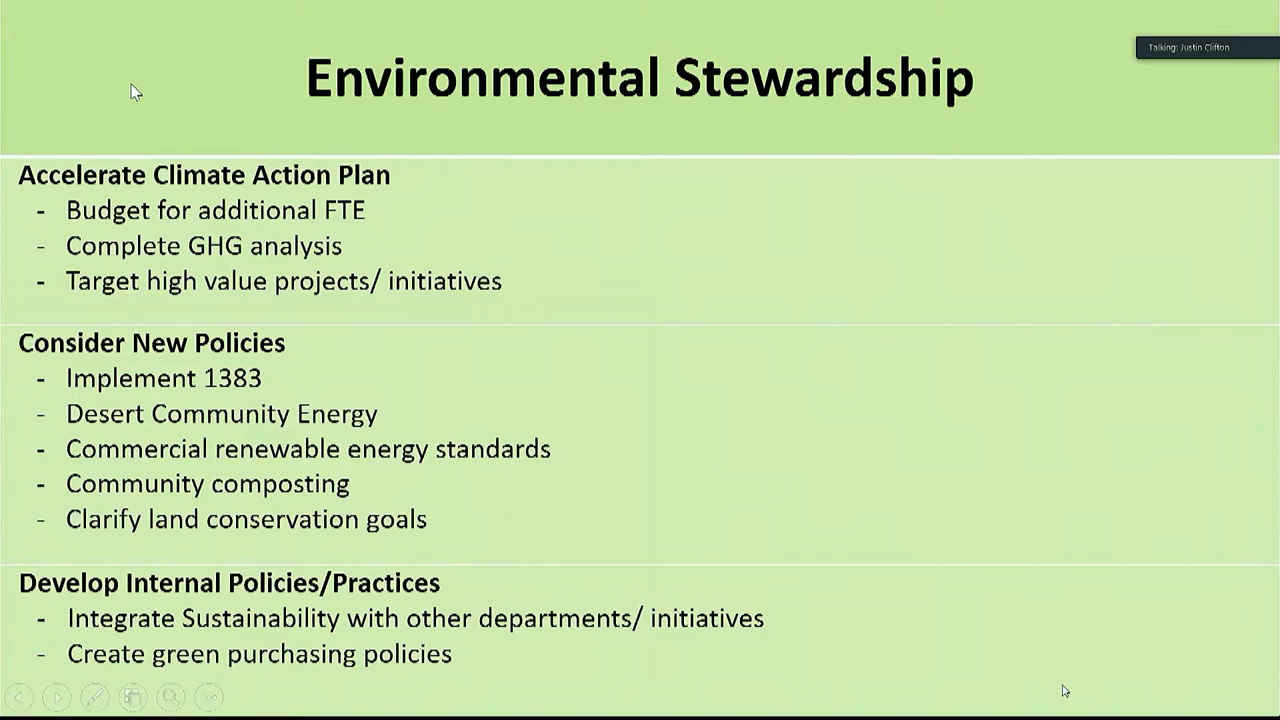 Talking: Justin Clifton
Environmental Stewardship
Accelerate Climate Action Plan
- Budget for additional FTE
- Complete GHG analysis
- Target high value projects/ initiatives
Consider New Policies
- Implement 1383
- Desert Community Energy
- Commercial renewable energy standards
- Community composting
- Clarify land conservation goals
Develop Internal Policies/Practices
- Integrate Sustainability with other departments/ initiatives
- Create green purchasing policies